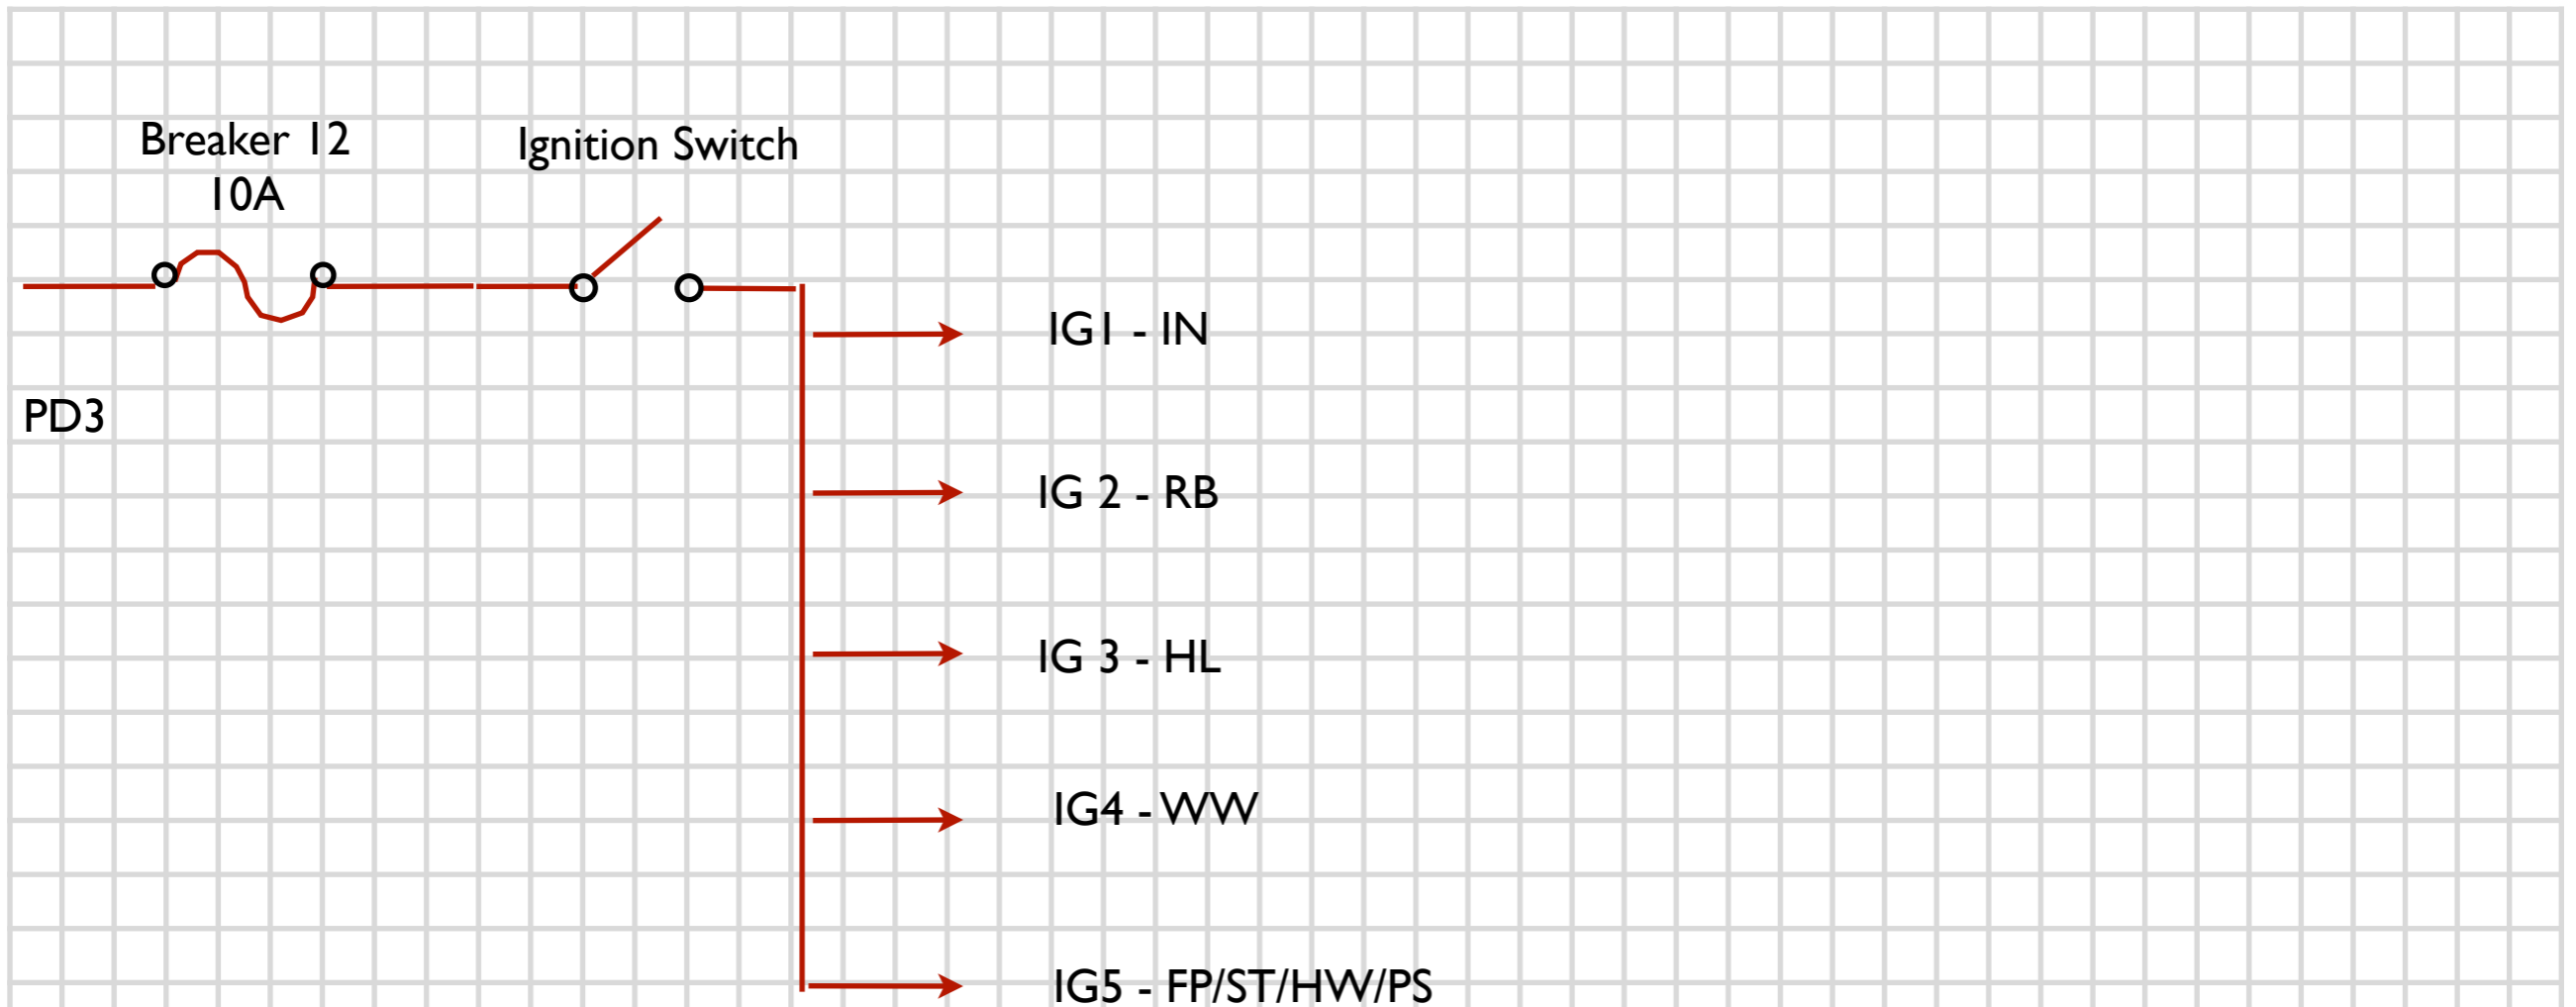 Breaker 12
10A
Ignition Switch
PD3
IG1 - IN
IG 2 - RB
IG 3 - HL
IG4 - WW
IG5 - FP/ST/HW/PS